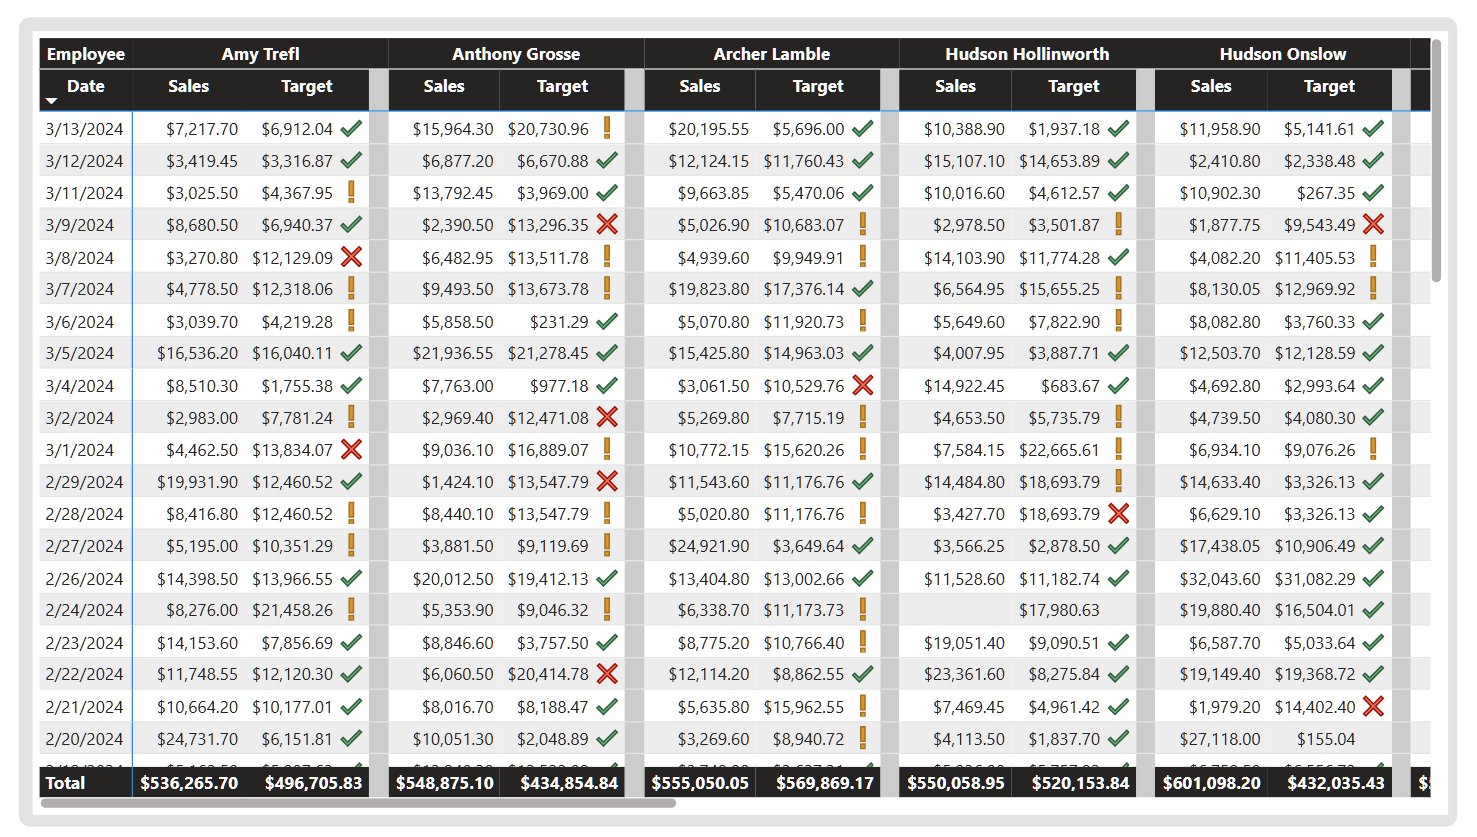 Employee Amy Trefl Anthony Grosse Archer Lamble Hudson Hollinworth Hudson Onslow
Date Sales Target Sales Target Sales Target Sales Target Sales Target
3/13/2024 $7,217.70 $6,912.04 $15,964.30 $20,730.96 $20,195.55 $5,696.00 $10,388.90 $1,937.18 $11,958.90 $5,141.61
3/12/2024 $3,419.45 $3,316.87 $6,877.20 $6,670.88 $12,124.15 $11,760.43 $15,107.10 $14,653.89 $2,410.80 $2,338.48
3/11/2024 $3,025.50 $4,367.95 $13,792.45 $3,969.00 $9,663.85 $5,470.06 $10,016.60 $4,612.57 $10,902.30 $267.35
3/9/2024 $8,680.50 $6,940.37 $2,390.50 $13,296.35 $5,026.90 $10,683.07 $2,978.50 $3,501.87 $1,877.75 $9,543.49
3/8/2024 $3,270.80 $12,129.09 $6,482.95 $13,511.78 $4,939.60 $9,949.91 $14,103.90 $11,774.28 $4,082.20 $11,405.53
3/7/2024 $4,778.50 $12,318.06 $9,493.50 $13,673.78 $19,823.80 $17,376.14 $6,564.95 $15,655.25 $8,130.05 $12,969.92
3/6/2024 $3,039.70 $4,219.28 $5,858.50 $231.29 $5,070.80 $11,920.73 $5,649.60 $7,822.90 $8,082.80 $3,760.33
3/5/2024 $16,536.20 $16,040.11 $21,936.55 $21,278.45 $15,425.80 $14,963.03 $4,007.95 $3,887.71 $12,503.70 $12,128.59
3/4/2024 $8,510.30 $1,755.38 $7,763.00 $977.18 $3,061.50 $10,529.76 $14,922.45 $683.67 $4,692.80 $2,993.64
3/2/2024 $2,983.00 $7,781.24 $2,969.40 $12,471.08 $5,269.80 $7,715.19 $4,653.50 $5,735.79 $4,739.50 $4,080.30
3/1/2024 $4,462.50 $13,834.07 $9,036.10 $16,889.07 $10,772.15 $15,620.26 $7,584.15 $22,665.61 $6,934.10 $9,076.26
2/29/2024 $19,931.90 $12,460.52 $1,424.10 $13,547.79 $11,543.60 $11,176.76 $14,484.80 $18,693.79 $14,633.40 $3,326.13
2/28/2024 $8,416.80 $12,460.52 $8,440.10 $13,547.79 $5,020.80 $11,176.76 $3,427.70 $18,693.79 $6,629.10 $3,326.13
2/27/2024 $5,195.00 $10,351.29 $3,881.50 $9,119.69 $24,921.90 $3,649.64 $3,566.25 $2,878.50 $17,438.05 $10,906.49
2/26/2024 $14,398.50 $13,966.55 $20,012.50 $19,412.13 $13,404.80 $13,002.66 $11,528.60 $11,182.74 $32,043.60 $31,082.29
2/24/2024 $8,276.00 $21,458.26 $5,353.90 $9,046.32 $6,338.70 $11,173.73 $17,980.63 $19,880.40 $16,504.01
2/23/2024 $14,153.60 $7,856.69 $8,846.60 $3,757.50 $8,775.20 $10,766.40 $19,051.40 $9,090.51 $6,587.70 $5,033.64
2/22/2024 $11,748.55 $12,120.30 $6,060.50 $20,414.78 $12,114.20 $8,862.55 $23,361.60 $8,275.84 $19,149.40 $19,368.72
2/21/2024 $10,664.20 $10,177.01 $8,016.70 $8,188.47 $5,635.80 $15,962.55 $7,469.45 $4,961.42 $1,979.20 $14,402.40
2/20/2024 $24,731.70 $6,151.81 $10,051.30 $2,048.89 $3,269.60 $8,940.72 $4,113.50 $1,837.70 $27,118.00 $155.04
Total $536,265.70 $496,705.83 $548,875.10 $434,854.84 $555,050.05 $569,869.17 $550,058.95 $520,153.84 $601,098.20 $432,035.43